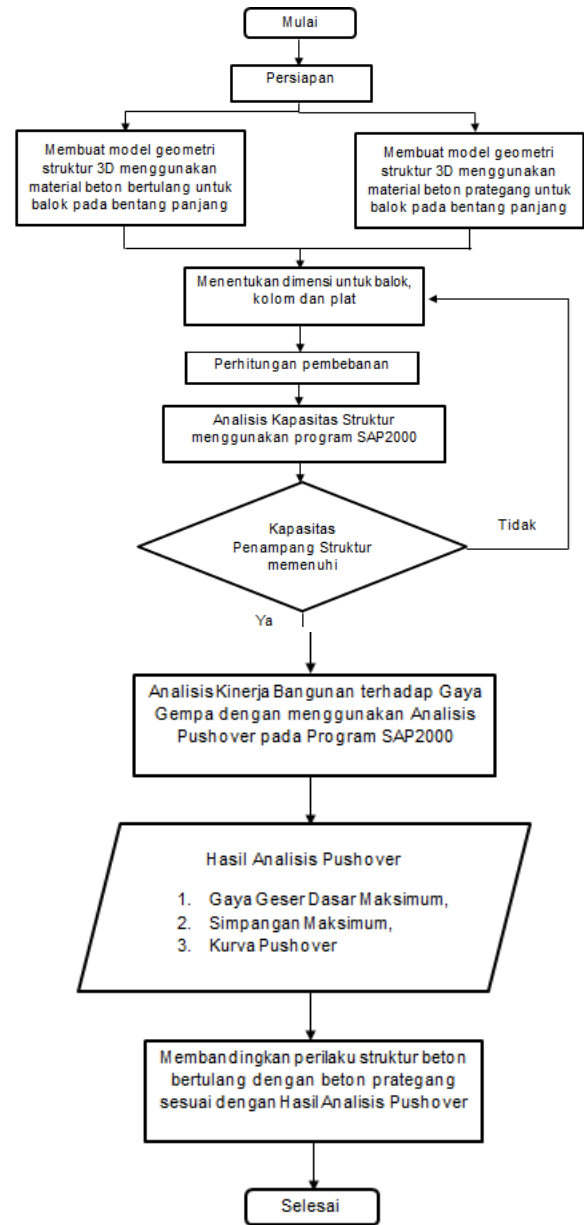 Mulai
Persiapan
Membuat model geometri
struktur 3D menggunakan
material beton bertulang untuk
balok pada bentang panjang
Membuat model geometri
struktur 3D menggunakan
material beton prategang untuk
balok pada bentang panjang
Menentukan dimensi untuk balok,
kolom dan plat
Perhitungan pembebanan
Analisis Kapasitas Struktur
menggunakan program SAP2000
Kapasitas
Penampang Struktur
memenuhi
Tidak
Ya
Analisis Kinerja Bangunan terhadap Gaya
Gempa dengan menggunakan Analisis
Pushover pada Program SAP2000
Hasil Analisis Pushover
1. Gaya Geser Dasar Maksimum,
2. Simpangan Maksimum,
3. Kurva Pushover
Membandingkan perilaku struktur beton
bertulang dengan beton prategang
sesuai dengan Hasil Analisis Pushover
Selesai